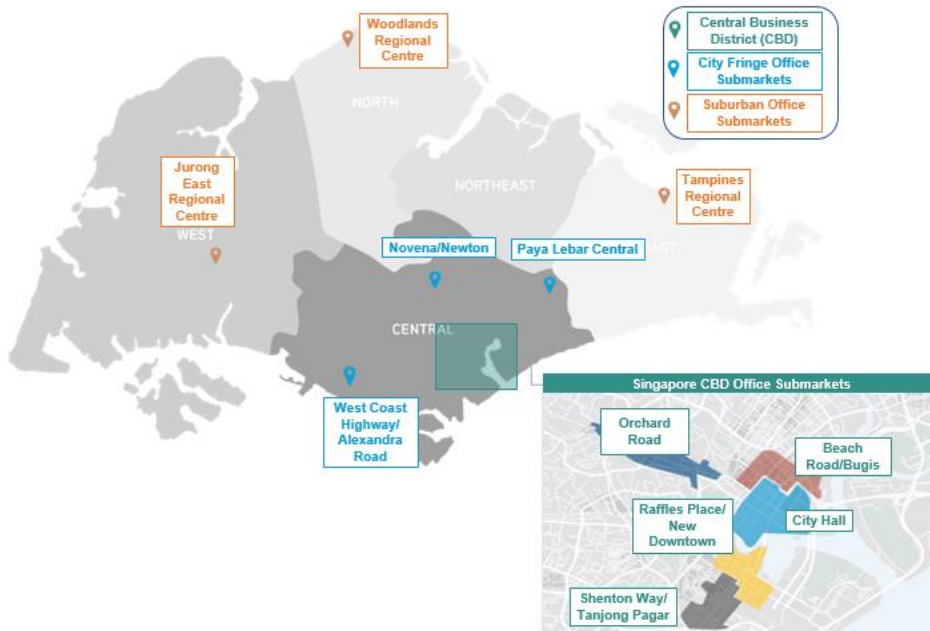 Woodlands
Regional
Centre
Central Business
District (CBD)
City Fringe Office
Submarkets
Suburban Office
Submarkets
NORTH
Jurong
East
Regional
Centre
NORTHEAST
Tampines
Regional
Centre
WEST
Novena/Newton
Paya Lebar Central
CENTRAL
West Coast
Highway/
Alexandra
Road
Singapore CBD Office Submarkets
Orchard
Road
Beach
Road/Bugis
Raffles Place/
New
Downtown
City Hall
Shenton Way/
Tanjong Pagar